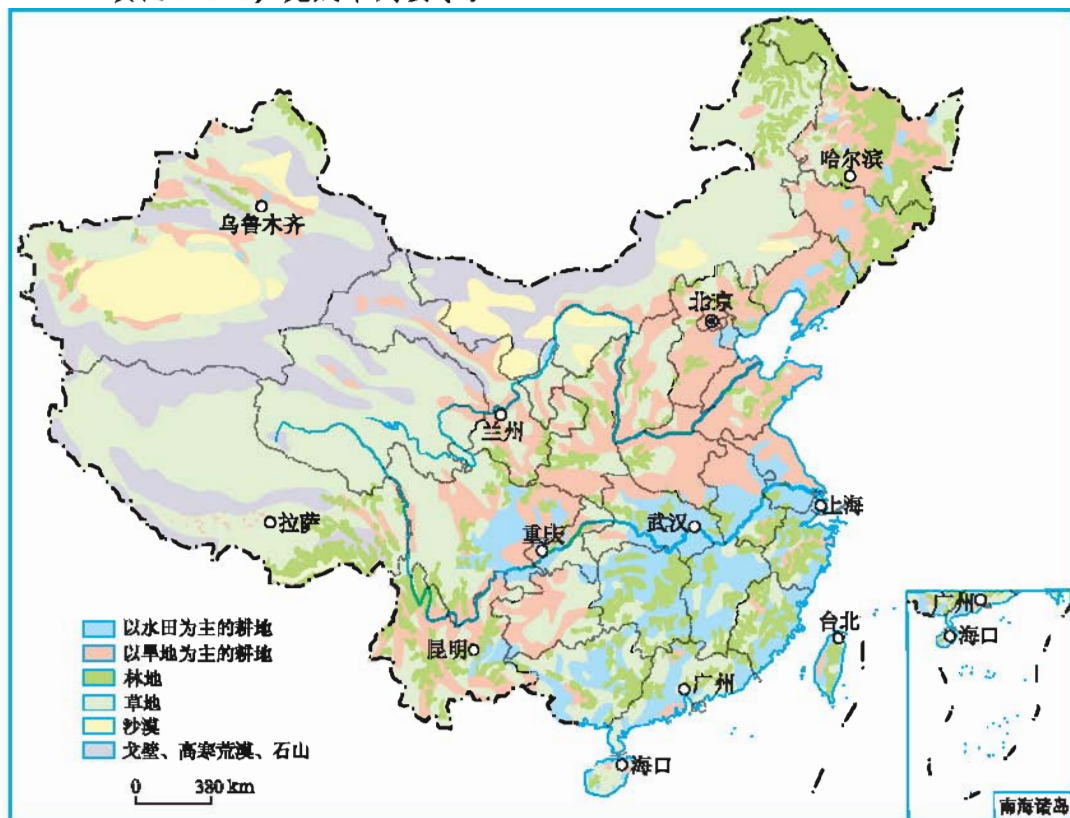 哈尔滨
乌鲁木齐
北京
兰州
拉萨
重庆
武汉
上海
昆明
广州
台北
海口
以水田为主的耕地
以旱地为主的耕地
林地
草地
沙漠
戈壁、高寒荒漠、石山
0 380 km
广州
海口
南海诸岛